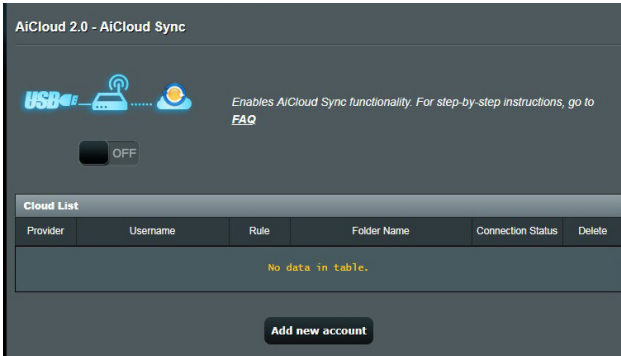 AiCloud 2.0 - AiCloud Sync
USB
Enables AiCloud Sync functionality. For step-by-step instructions, go to
FAQ
OFF
Cloud List
Provider Username Rule Folder Name Connection Status Delete
No data in table.
Add new account